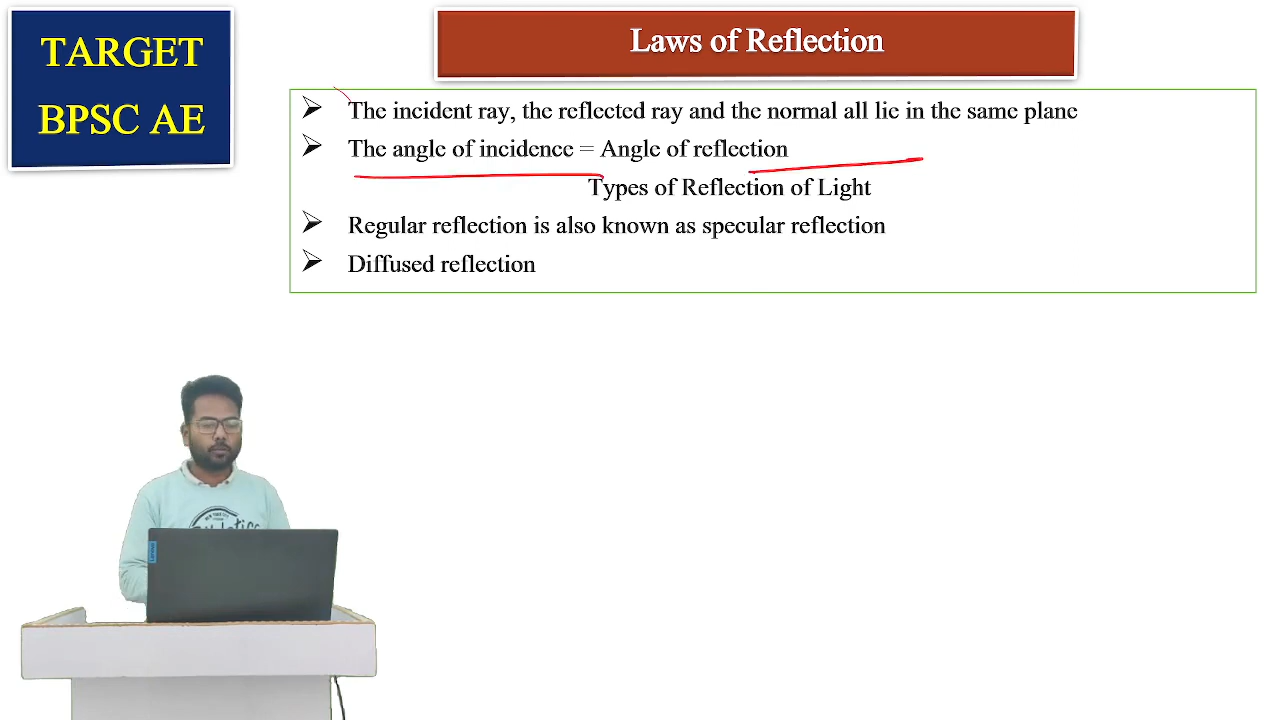 TARGET
BPSC AE
Laws of Reflection
➢ The incident ray, the reflected ray and the normal all lie in the same plane
➢ The angle of incidence = Angle of reflection
Types of Reflection of Light
➢ Regular reflection is also known as specular reflection
➢ Diffused reflection
Lenovo